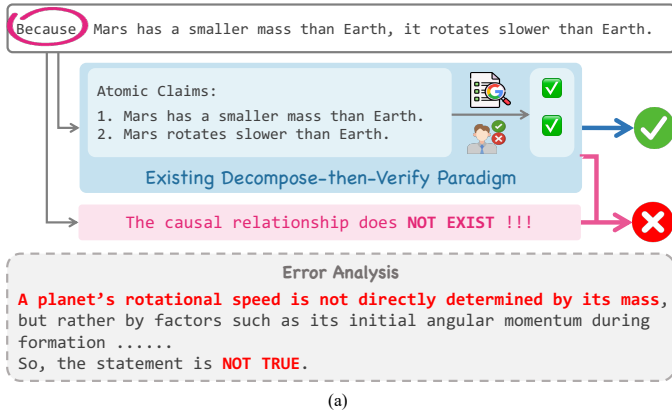 Because Mars has a smaller mass than Earth, it rotates slower than Earth.
Atomic Claims:
1. Mars has a smaller mass than Earth.
2. Mars rotates slower than Earth.
Existing Decompose-then-Verify Paradigm
The causal relationship does NOT EXIST !!!
Error Analysis
A planet’s rotational speed is not directly determined by its mass,
but rather by factors such as its initial angular momentum during
formation ......
So, the statement is NOT TRUE.
(a)